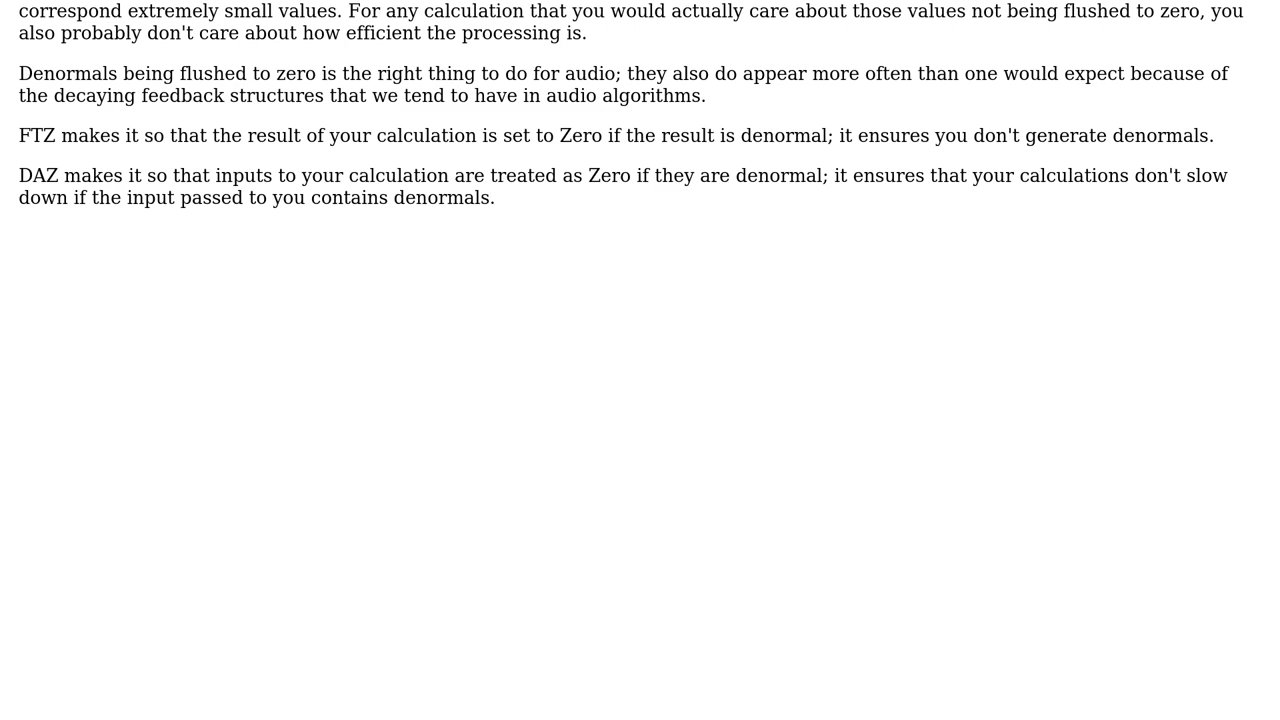 correspond extremely small values. For any calculation that you would actually care about those values not being flushed to zero, you
also probably don't care about how efficient the processing is.
Denormals being flushed to zero is the right thing to do for audio; they also do appear more often than one would expect because of
the decaying feedback structures that we tend to have in audio algorithms.
FTZ makes it so that the result of your calculation is set to Zero if the result is denormal; it ensures you don't generate denormals.
DAZ makes it so that inputs to your calculation are treated as Zero if they are denormal; it ensures that your calculations don't slow
down if the input passed to you contains denormals.